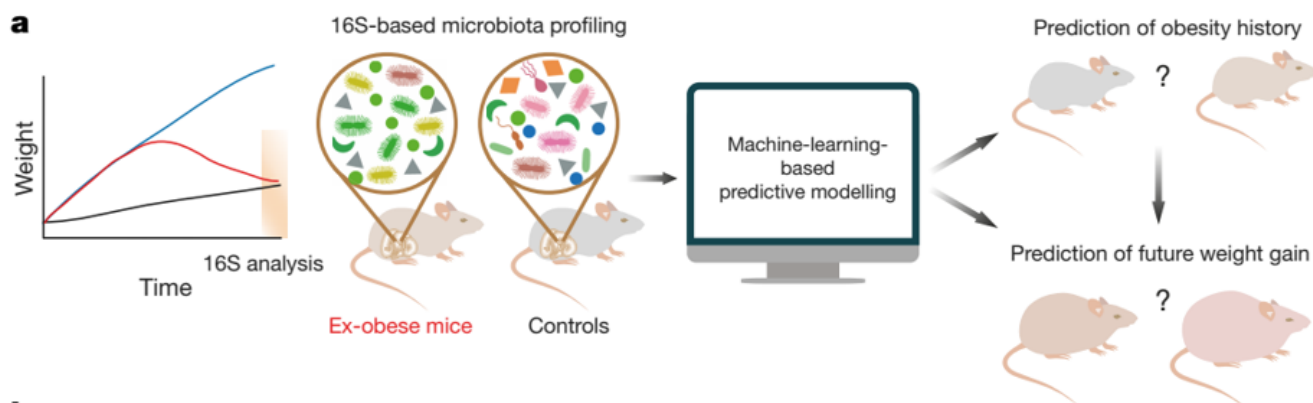 a
16S-based microbiota profiling
Weight
16S analysis
Time
Ex-obese mice
Controls
Machine-learning-
based
predictive modelling
Prediction of obesity history
?
Prediction of future weight gain
?